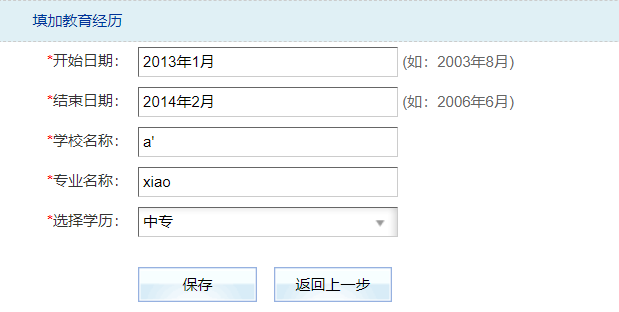 填加教育经历
*开始日期： 2013年1月 (如：2003年8月)
*结束日期： 2014年2月 (如：2006年6月)
*学校名称： a'
*专业名称： xiao
*选择学历： 中专
保存 返回上一步